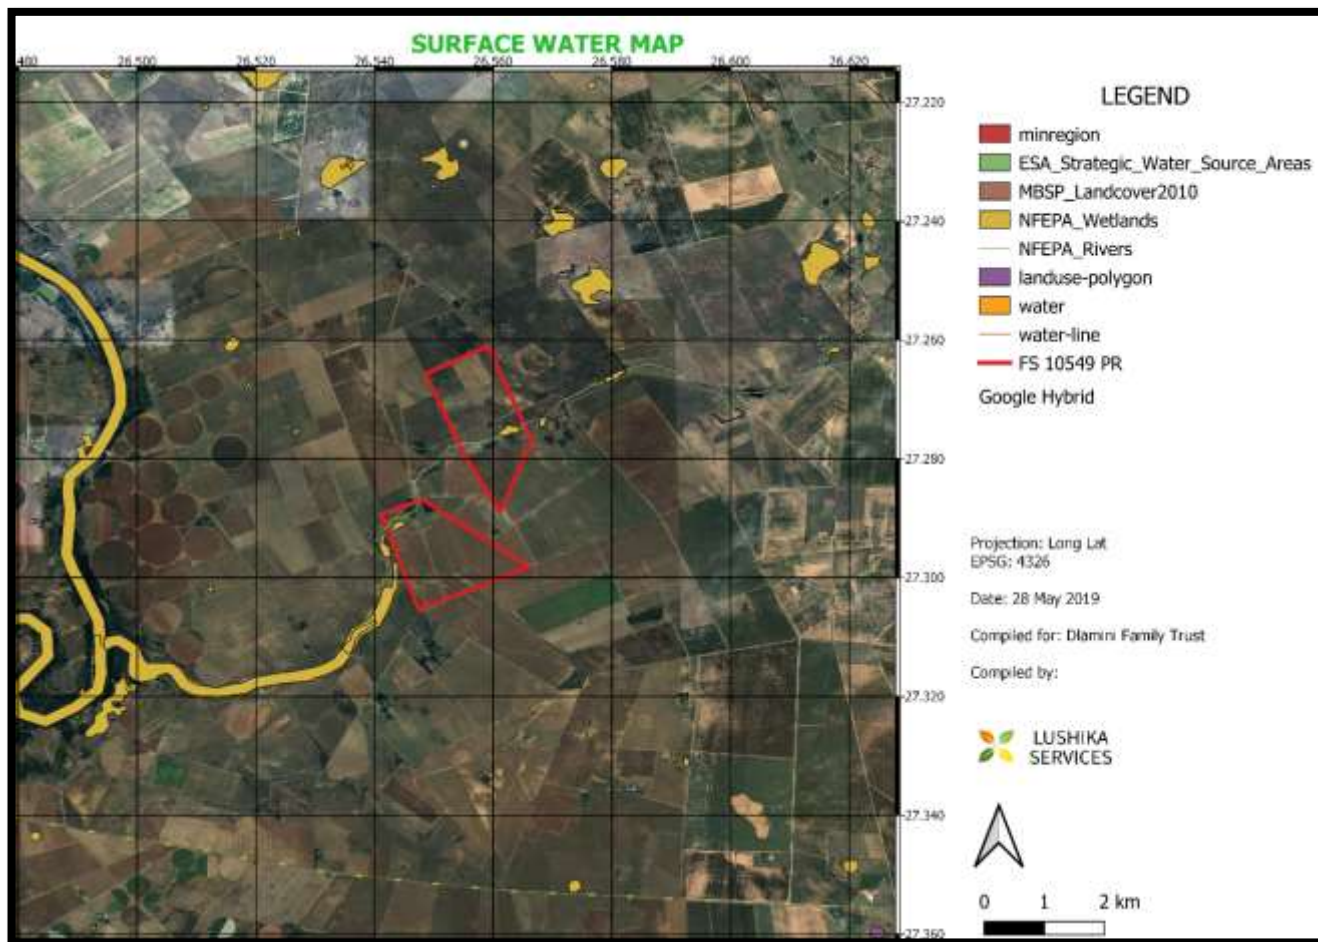 SURFACE WATER MAP
.480 26.500 26.520 26.540 26.560 26.580 26.600 26.620
-27.220
-27.240
-27.260
-27.280
-27.300
-27.320
-27.340
-27.360
LEGEND
minregion
ESA_Strategic_Water_Source_Areas
MBSP_Landcover2010
NFEPA_Wetlands
NFEPA_Rivers
landuse-polygon
water
water-line
FS 10549 PR
Google Hybrid
Projection: Long Lat
EPSG: 4326
Date: 28 May 2019
Compiled for: Dlamini Family Trust
Compiled by:
LUSHIKA
SERVICES
0 1 2 km